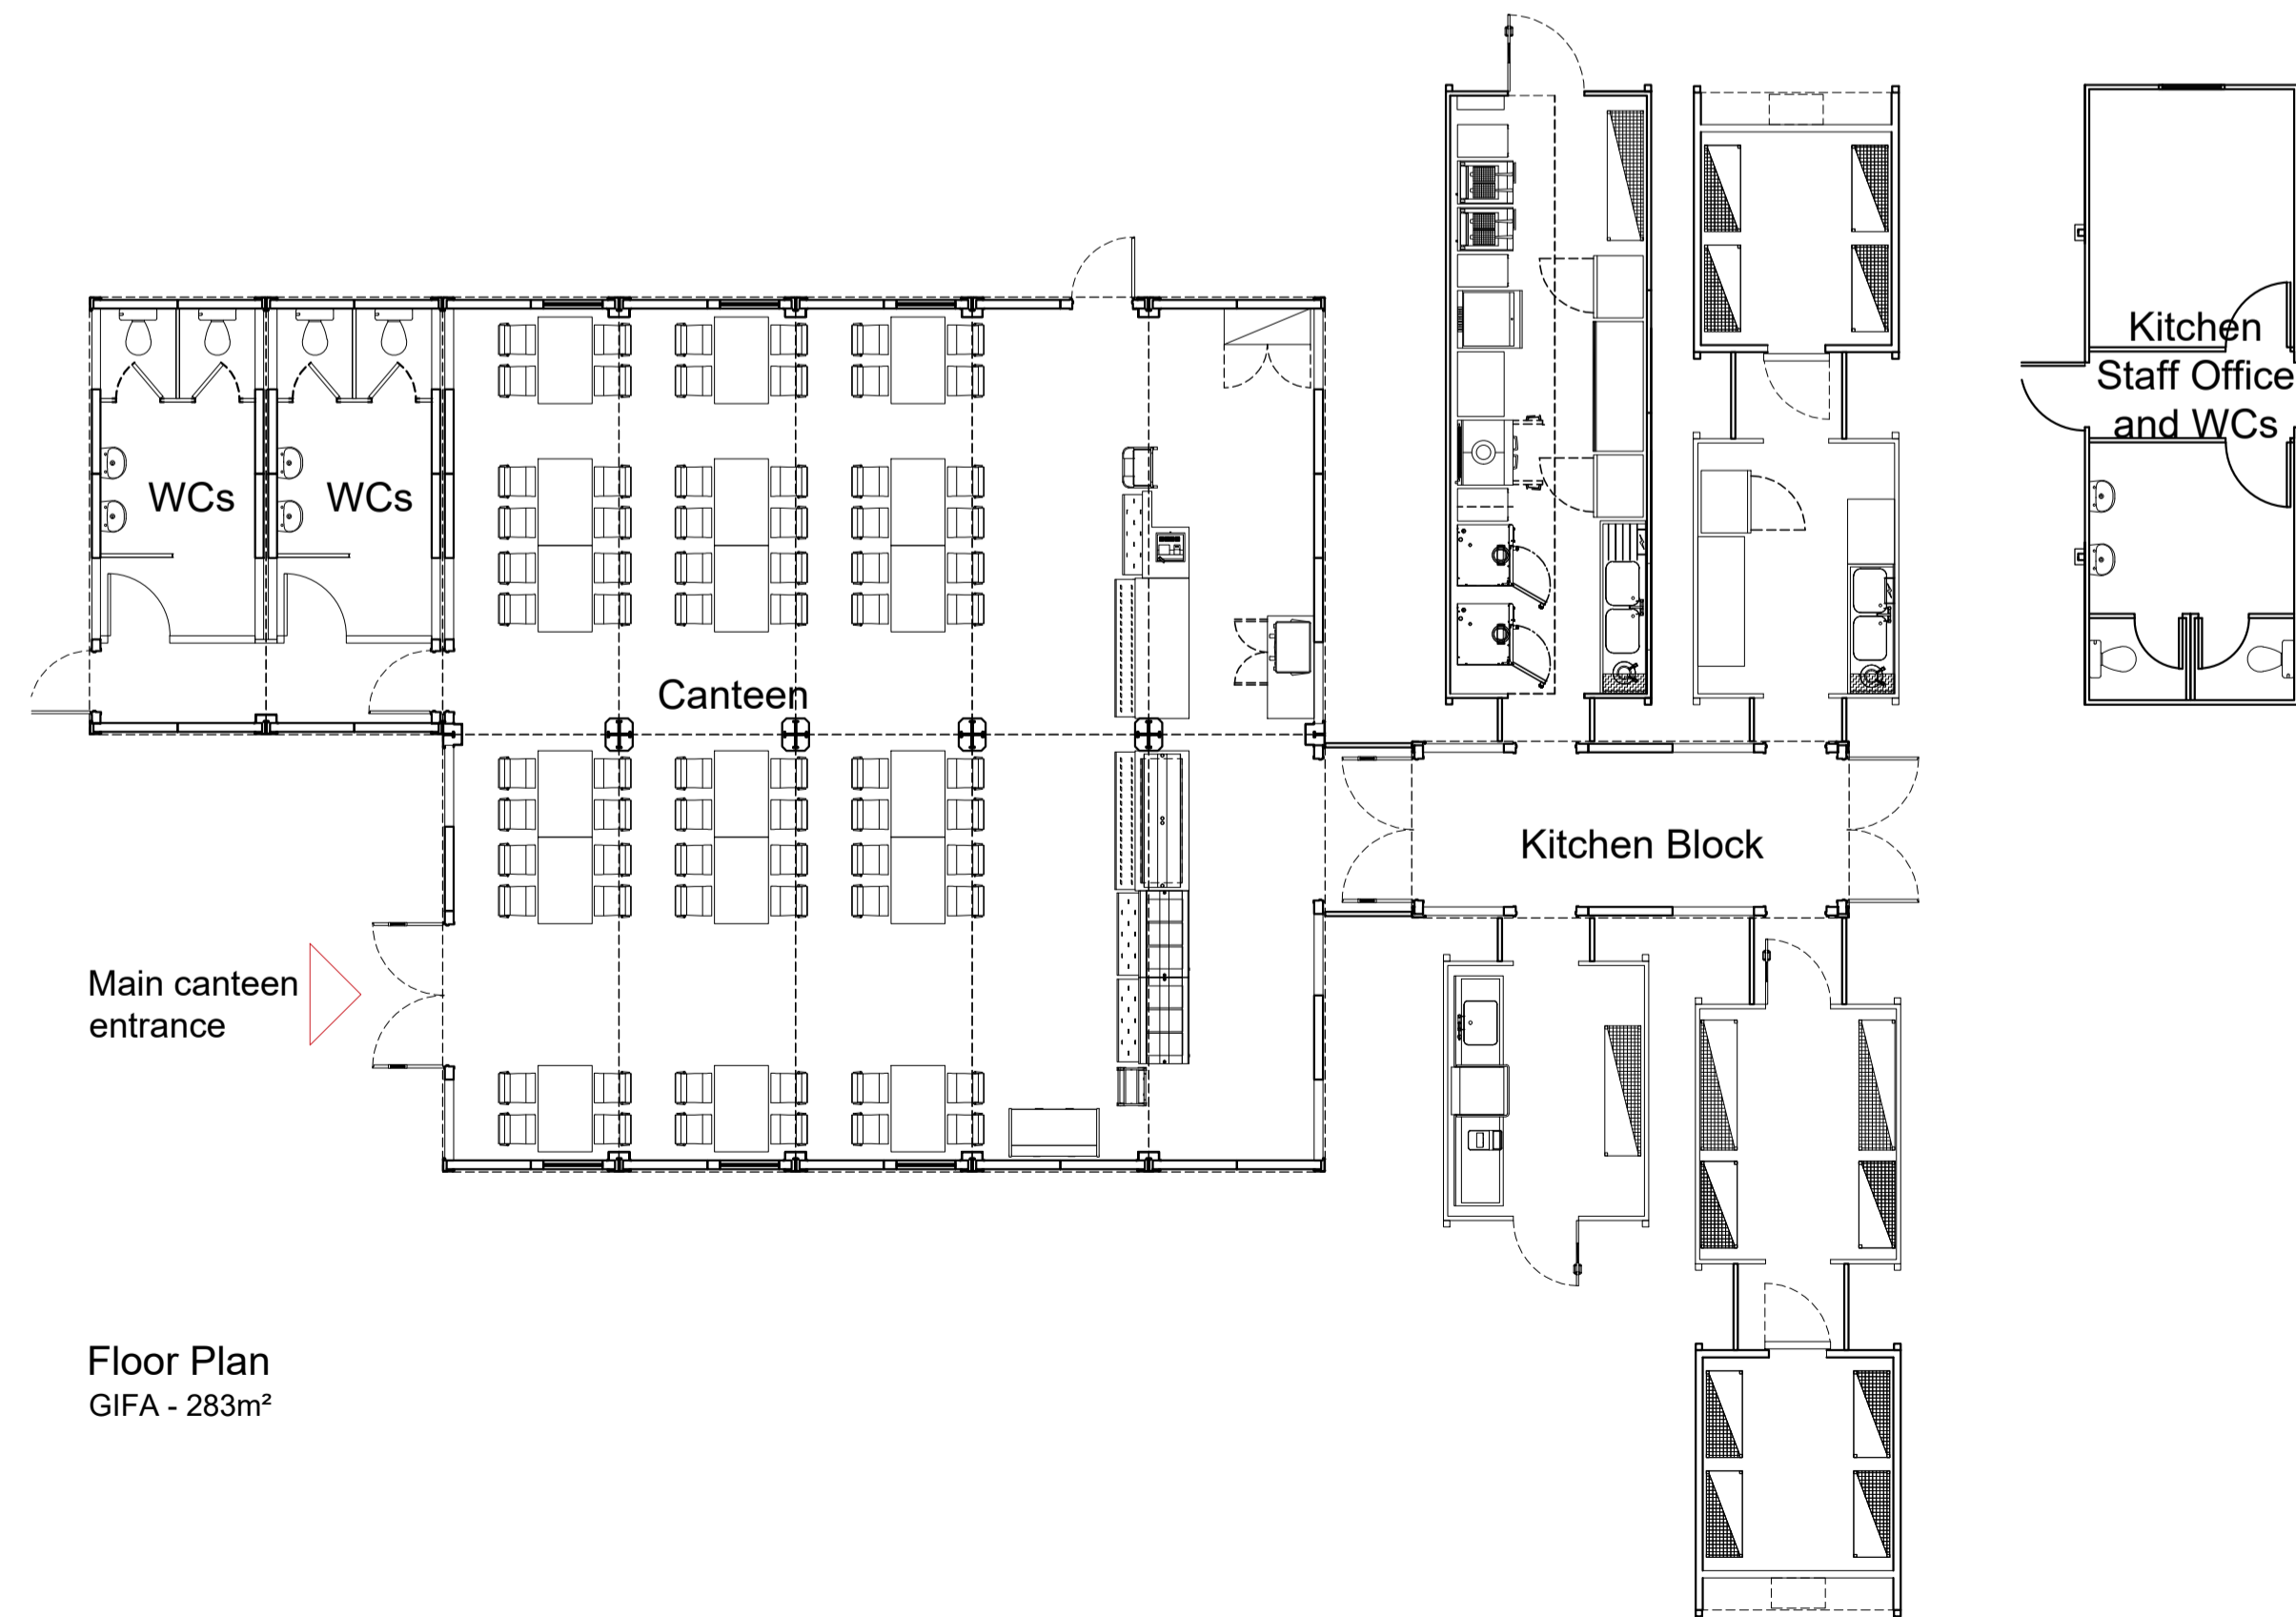 Kitchen
Staff Office
and WCs
WCs
WCs
Canteen
Kitchen Block
Main canteen
entrance
Floor Plan
GIFA - 283m²